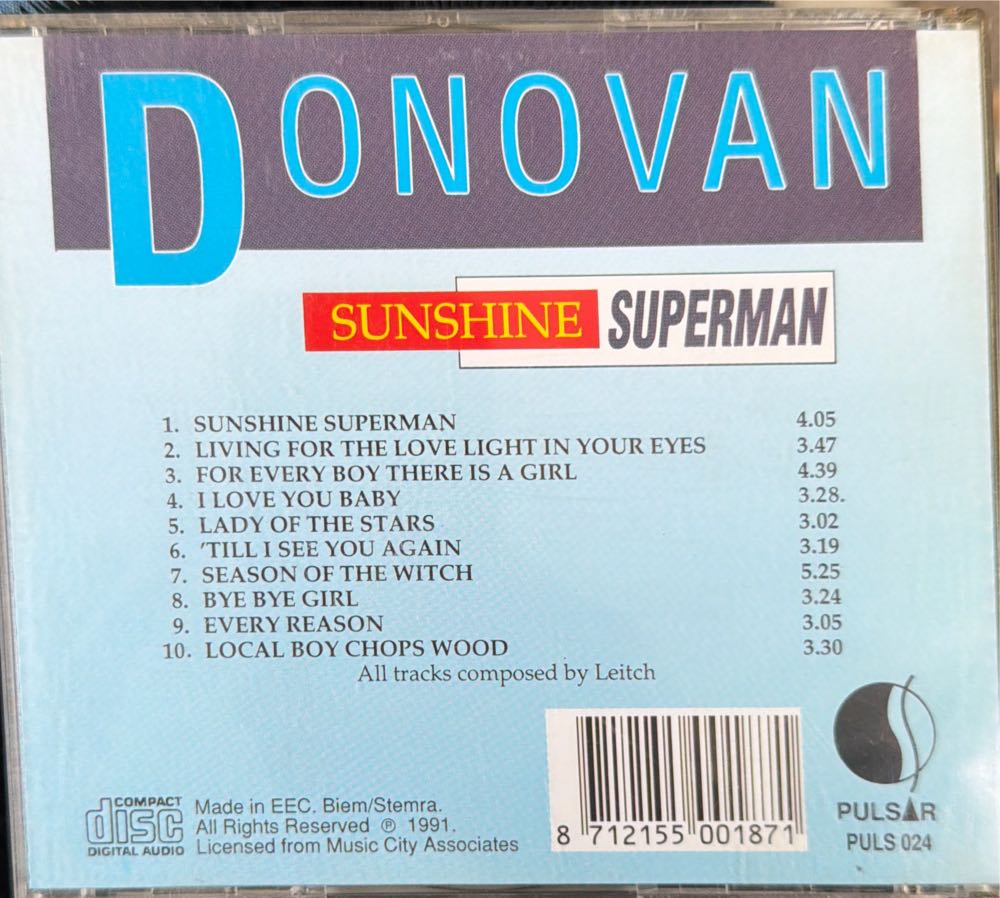 DONOVAN
SUNSHINE SUPERMAN
1. SUNSHINE SUPERMAN 4.05
2. LIVING FOR THE LOVE LIGHT IN YOUR EYES 3.47
3. FOR EVERY BOY THERE IS A GIRL 4.39
4. I LOVE YOU BABY 3.28.
5. LADY OF THE STARS 3.02
6. 'TILL I SEE YOU AGAIN 3.19
7. SEASON OF THE WITCH 5.25
8. BYE BYE GIRL 3.24
9. EVERY REASON 3.05
10. LOCAL BOY CHOPS WOOD 3.30
All tracks composed by Leitch
COMPACT
disc
DIGITAL AUDIO
Made in EEC. Biem/Stemra.
All Rights Reserved ℗ 1991.
Licensed from Music City Associates
8 712155 001871
PULSAR
PULS 024